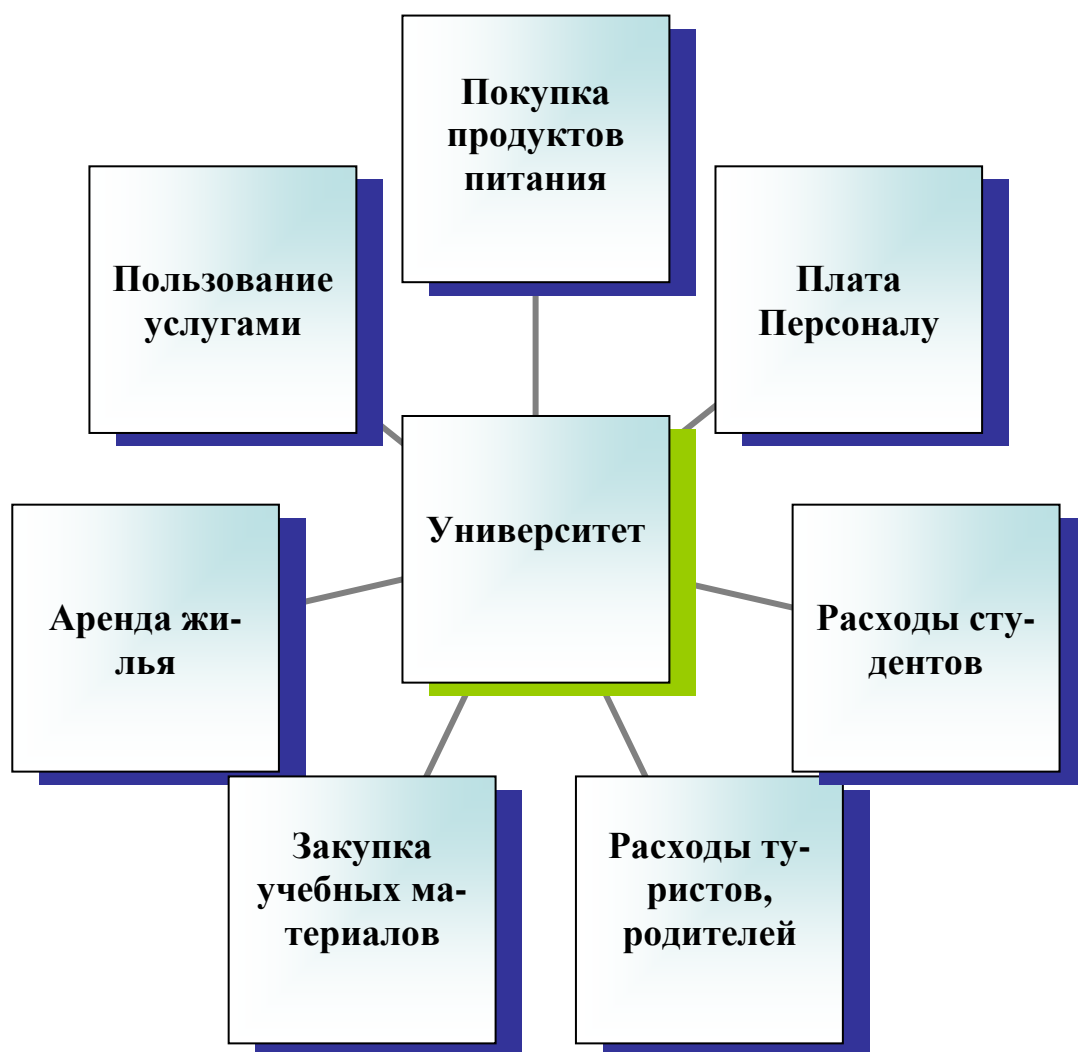 Покупка
продуктов
питания
Пользование
услугами
Плата
Персоналу
Университет
Аренда жи-
лья
Расходы сту-
дентов
Закупка
учебных ма-
териалов
Расходы ту-
ристов,
родителей